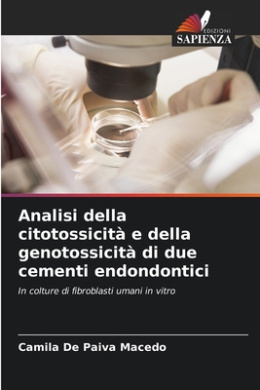 EDIZIONI
SAPIENZA
Analisi della
citotossicità e della
genotossicità di due
cementi endondontici
In colture di fibroblasti umani in vitro
Camila De Paiva Macedo